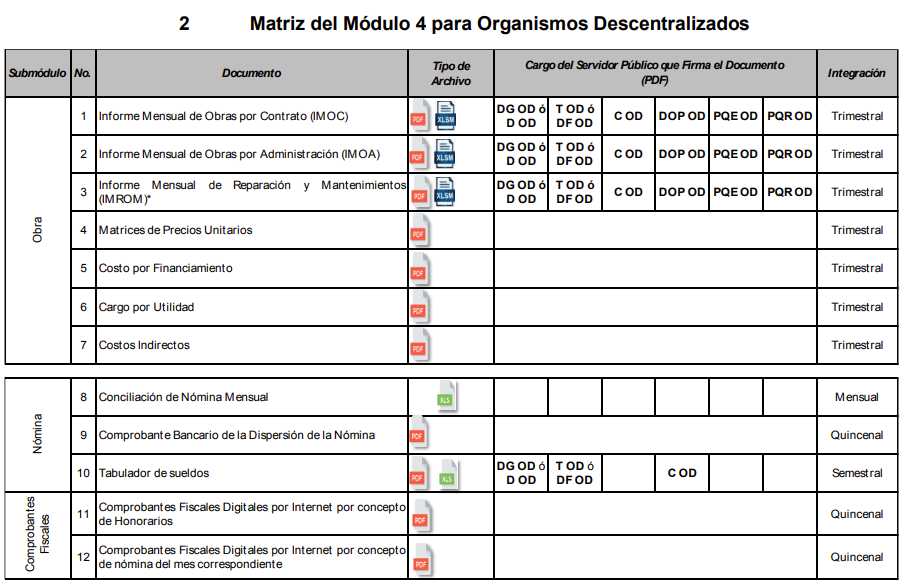 2 Matriz del Módulo 4 para Organismos Descentralizados
Submódulo No. Documento Tipo de Archivo Cargo del Servidor Público que Firma el Documento (PDF) Integración
Obra
1 Informe Mensual de Obras por Contrato (IMOC) PDF XLSM DG OD ó D OD T OD ó DF OD C OD DOP OD PQE OD PQR OD Trimestral
2 Informe Mensual de Obras por Administración (IMOA) PDF XLSM DG OD ó D OD T OD ó DF OD C OD DOP OD PQE OD PQR OD Trimestral
3 Informe Mensual de Reparación y Mantenimientos (IMROM)* PDF XLSM DG OD ó D OD T OD ó DF OD C OD DOP OD PQE OD PQR OD Trimestral
4 Matrices de Precios Unitarios PDF Trimestral
5 Costo por Financiamiento PDF Trimestral
6 Cargo por Utilidad PDF Trimestral
7 Costos Indirectos PDF Trimestral
Nómina
8 Conciliación de Nómina Mensual XLS Mensual
9 Comprobante Bancario de la Dispersión de la Nómina PDF Quincenal
10 Tabulador de sueldos PDF XLS DG OD ó D OD T OD ó DF OD C OD Semestral
Comprobantes Fiscales
11 Comprobantes Fiscales Digitales por Internet por concepto de Honorarios PDF Quincenal
12 Comprobantes Fiscales Digitales por Internet por concepto de nómina del mes correspondiente PDF Quincenal